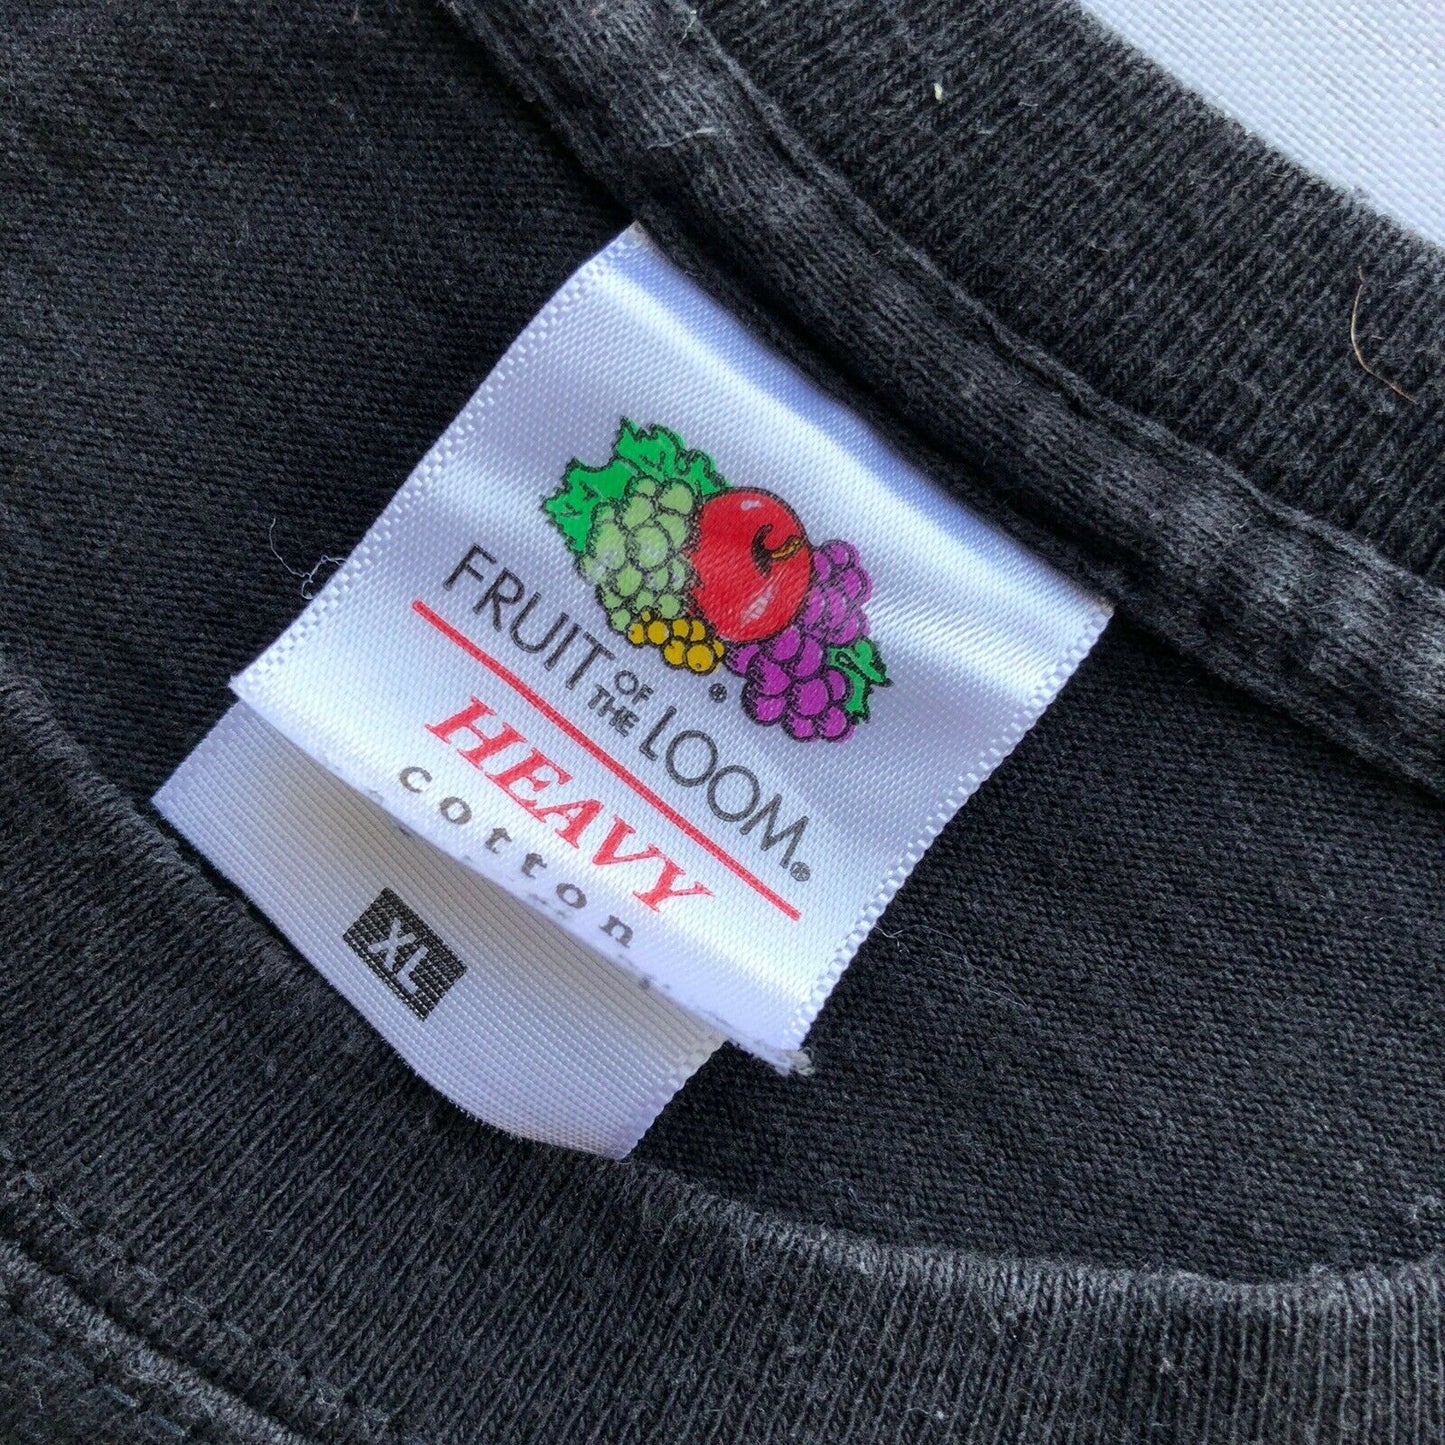 FRUIT OF THE LOOM®
®
HEAVY
cotton
XL